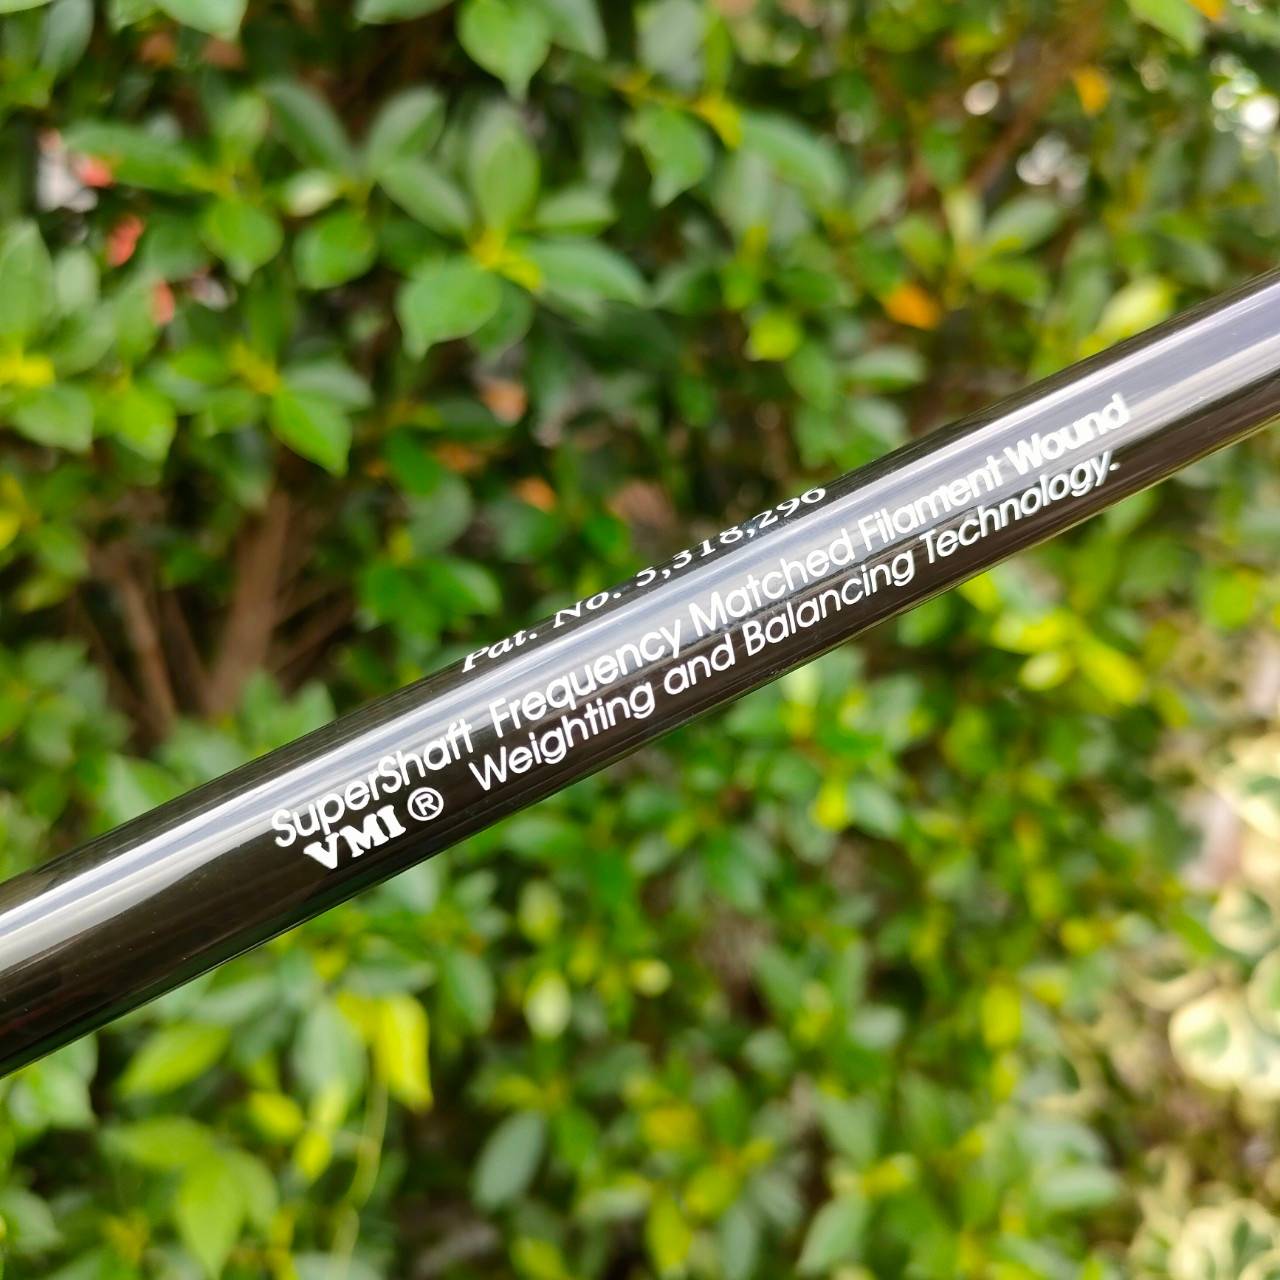 Pat. No. 5,318,296
SuperShaft Frequency Matched Filament Wound
VMI® Weighting and Balancing Technology.